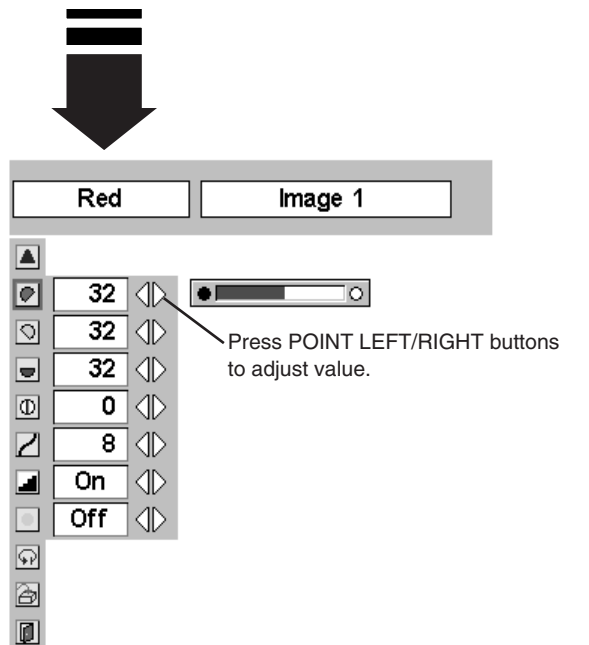 Red Image 1
32
32
Press POINT LEFT/RIGHT buttons
to adjust value.
32
0
8
On
Off